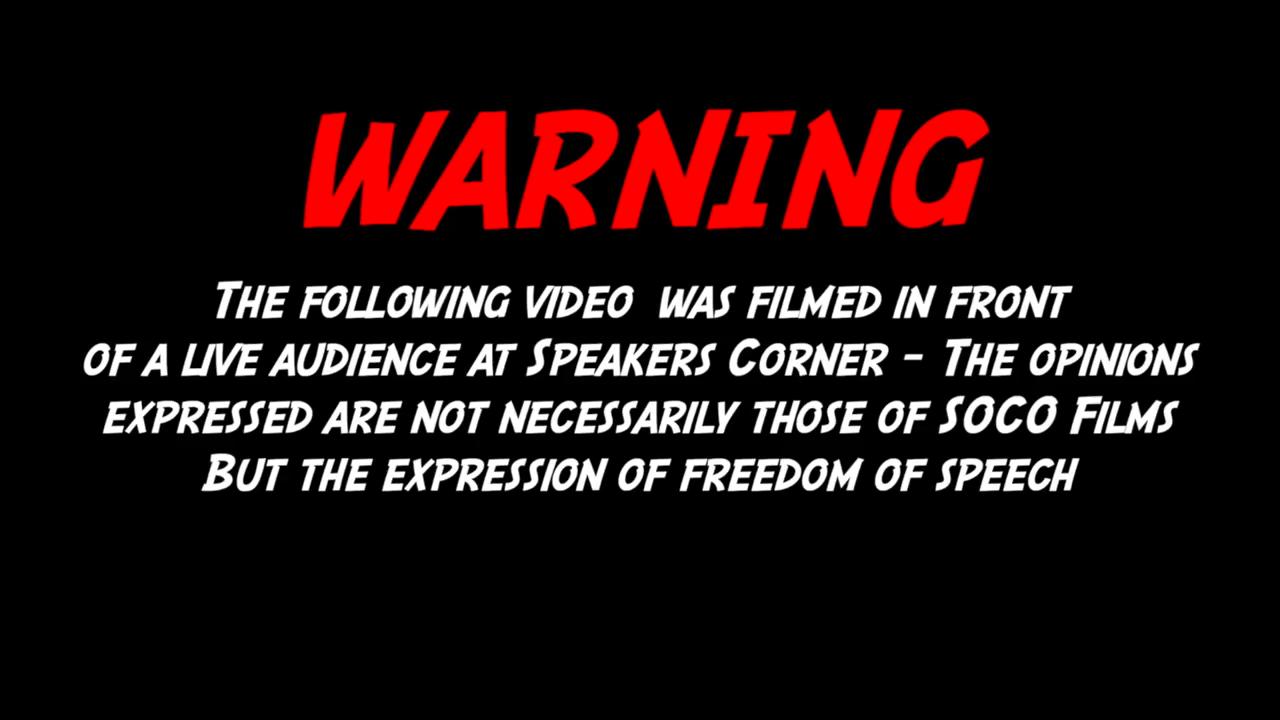 WARNING
The following video was filmed in front
of a live audience at Speakers Corner - The opinions
expressed are not necessarily those of SOCO Films
But the expression of freedom of speech